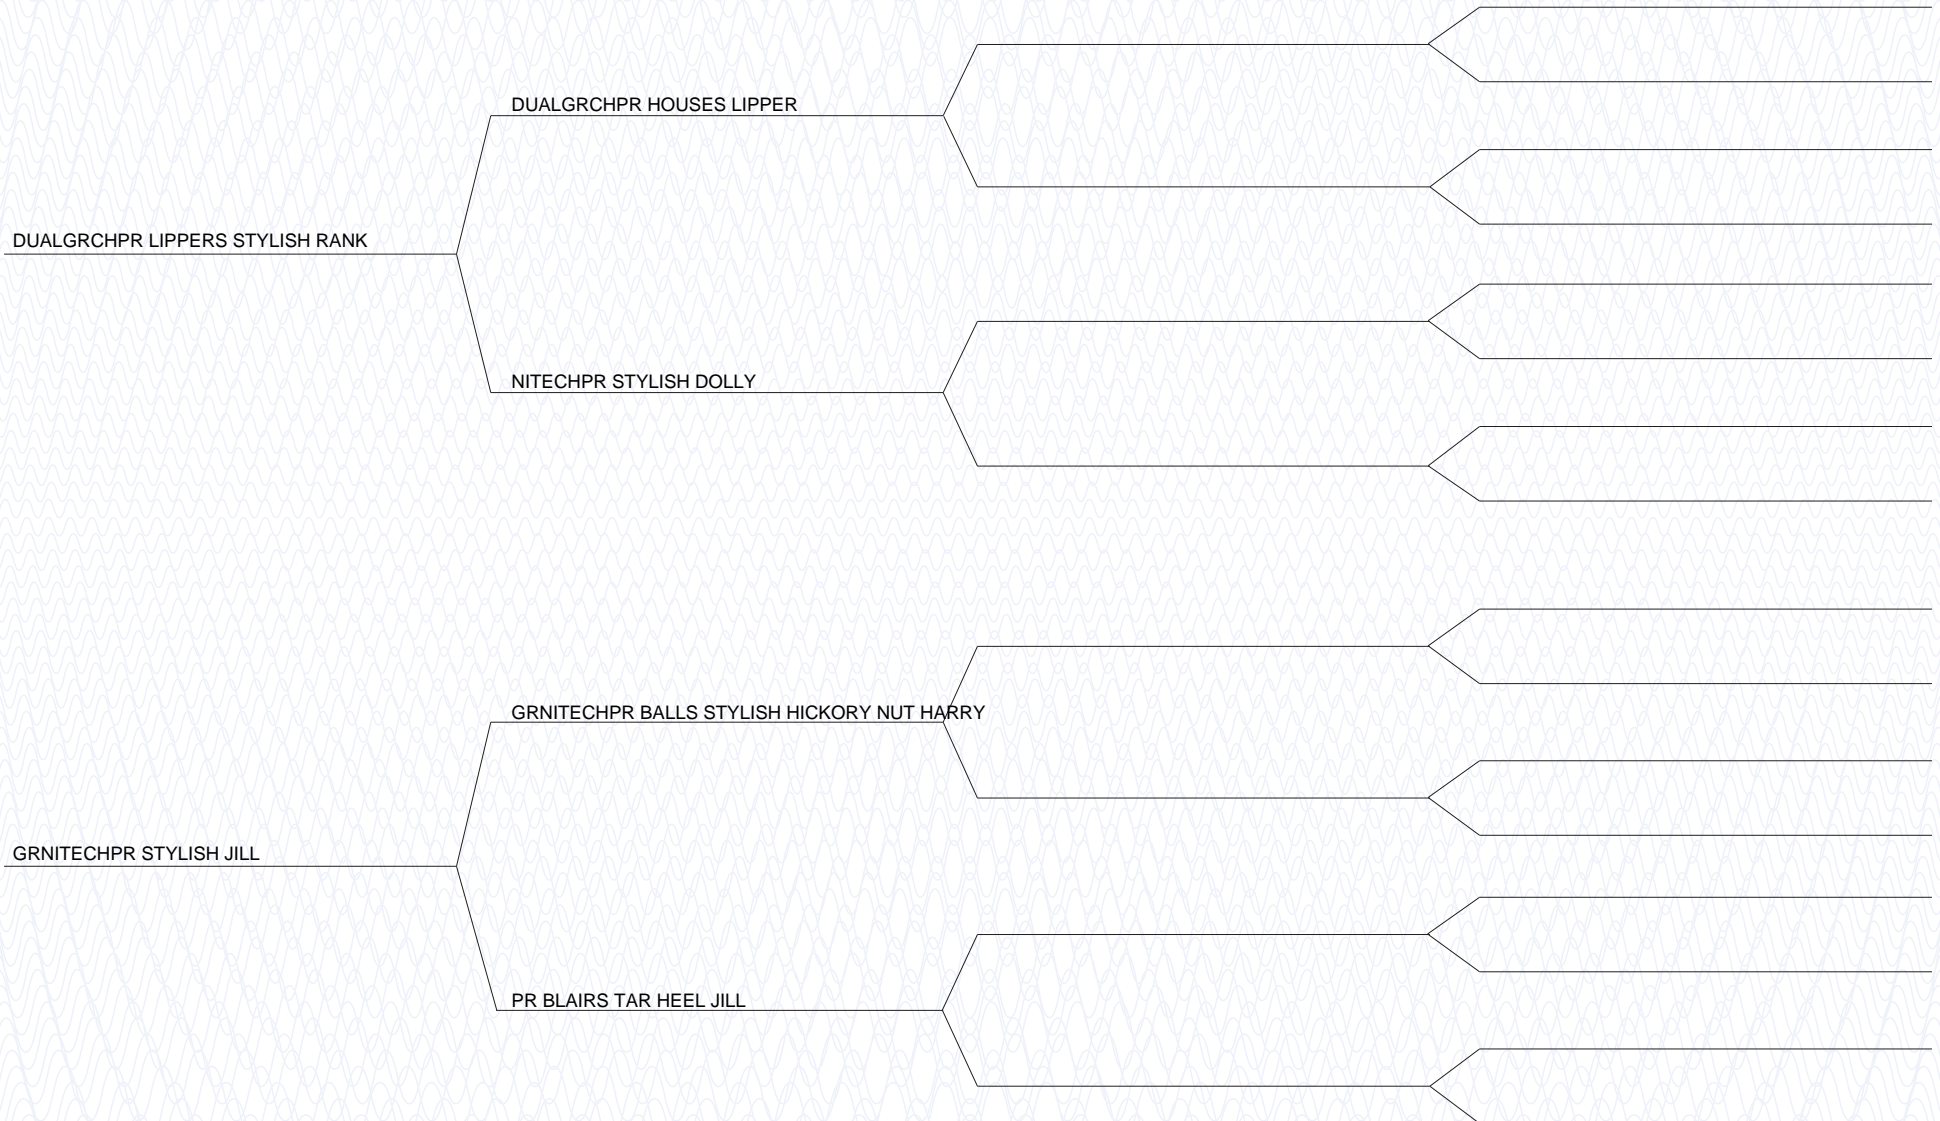 DUALGRCHPR HOUSES LIPPER
DUALGRCHPR LIPPERS STYLISH RANK
NITECHPR STYLISH DOLLY
GRNITECHPR BALLS STYLISH HICKORY NUT HARRY
GRNITECHPR STYLISH JILL
PR BLAIRS TAR HEEL JILL